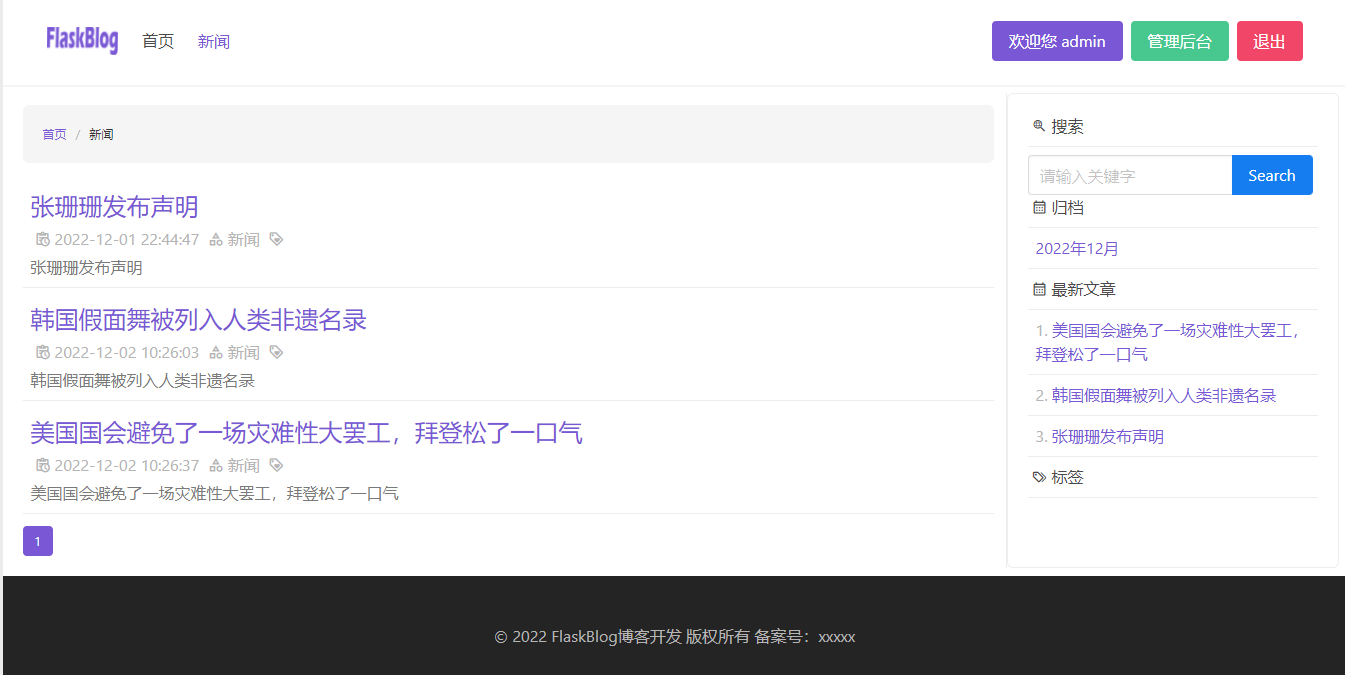 FlaskBlog 首页 新闻 欢迎您 admin 管理后台 退出
首页 / 新闻
张珊珊发布声明
2022-12-01 22:44:47 新闻
张珊珊发布声明
韩国假面舞被列入人类非遗名录
2022-12-02 10:26:03 新闻
韩国假面舞被列入人类非遗名录
美国国会避免了一场灾难性大罢工，拜登松了一口气
2022-12-02 10:26:37 新闻
美国国会避免了一场灾难性大罢工，拜登松了一口气
1
搜索
请输入关键字 Search
归档
2022年12月
最新文章
1. 美国国会避免了一场灾难性大罢工，
拜登松了一口气
2. 韩国假面舞被列入人类非遗名录
3. 张珊珊发布声明
标签
© 2022 FlaskBlog博客开发 版权所有 备案号：xxxxx